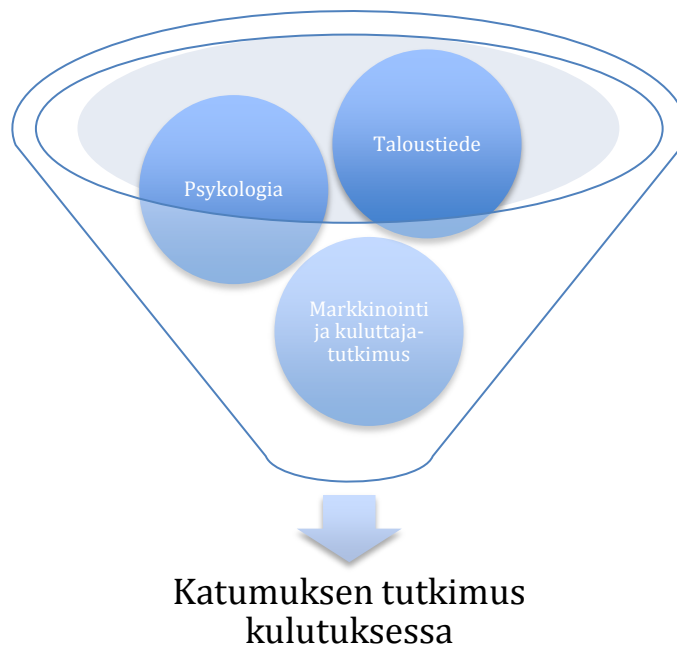 Taloustiede
Psykologia
Markkinointi
ja kuluttaja-
tutkimus
Katumuksen tutkimus
kulutuksessa